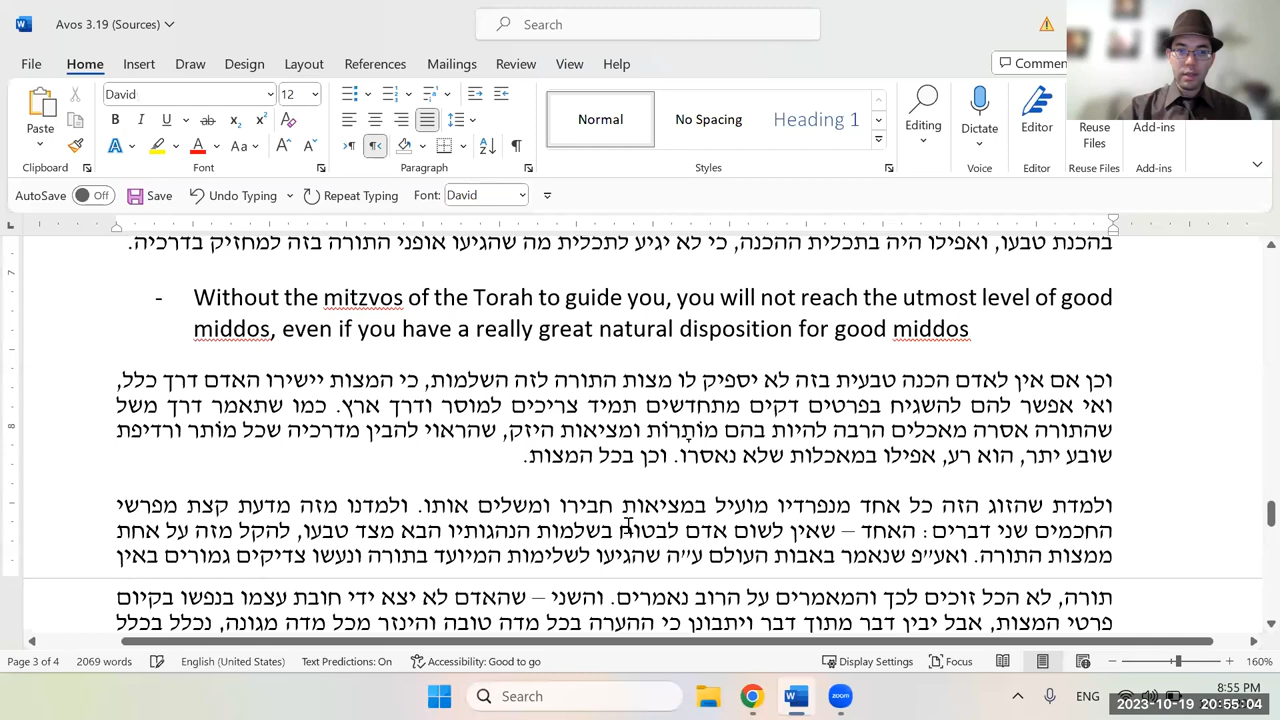 Avos 3.19 (Sources)
Search
File Home Insert Draw Design Layout References Mailings Review View Help
Commen
David 12
Paste
Normal
No Spacing
Heading 1
Editing
Dictate
Editor
Reuse Files
Add-ins
Clipboard Font Paragraph Styles Editing Voice Editor Reuse Files Add-ins
AutoSave Off Save Undo Typing Repeat Typing Font: David
7
בהכנת טבעו, ואפילו היה בתכלית ההכנה, כי לא יגיע לתכלית מה שהגיעו אופני התורה בזה למחזיק בדרכיה.
- Without the mitzvos of the Torah to guide you, you will not reach the utmost level of good
middos, even if you have a really great natural disposition for good middos
וכן אם אין לאדם הכנה טבעית בזה לא יספיק לו מצות התורה לזה השלמות, כי המצות יישירו האדם דרך כלל,
ואי אפשר להם להשגיח בפרטים דקים מתחדשים תמיד צריכים למוסר ודרך ארץ. כמו שתאמר דרך משל
8
שהתורה אסרה מאכלים הרבה להיות בהם מוֹתָרוֹת ומציאות היזק, שהראוי להבין מדרכיה שכל מותר ורדיפת
שובע יתר, הוא רע, אפילו במאכלות שלא נאסרו. וכן בכל המצות.
ולמדת שהזוג הזה כל אחד מנפרדיו מועיל במציאות חבירו ומשלים אותו. ולמדנו מזה מדעת קצת מפרשי
החכמים שני דברים: האחד – שאין לשום אדם לבטוח בשלמות הנהגותיו הבא מצד טבעו, להקל מזה על אחת
ממצות התורה. ואע״פ שנאמר באבות העולם ע״ה שהגיעו לשלימות המיועד בתורה ונעשו צדיקים גמורים באין
תורה, לא הכל זוכים לכך והמאמרים על הרוב נאמרים. והשני – שהאדם לא יצא ידי חובת עצמו בנפשו בקיום
פרטי המצות, אבל יבין דבר מתוך דבר ויתבונן כי ההערה בכל מדה טובה והינזר מכל מדה מגונה, נכלל בכלל
Page 3 of 4 2069 words English (United States) Text Predictions: On Accessibility: Good to go Display Settings Focus 160%
Search
zoom
ENG
8:55 PM
2023-10-19 20:55:04